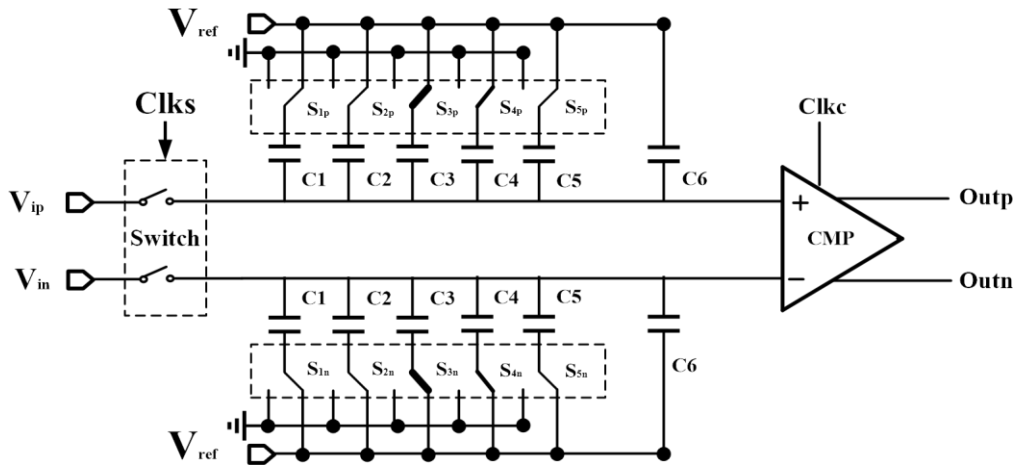 Vref
S1p S2p S3p S4p S5p
Clks
Clkc
C1 C2 C3 C4 C5 C6
Vip
Switch
+
CMP
−
Outp
Vin
Outn
C1 C2 C3 C4 C5
S1n S2n S3n S4n S5n
C6
Vref